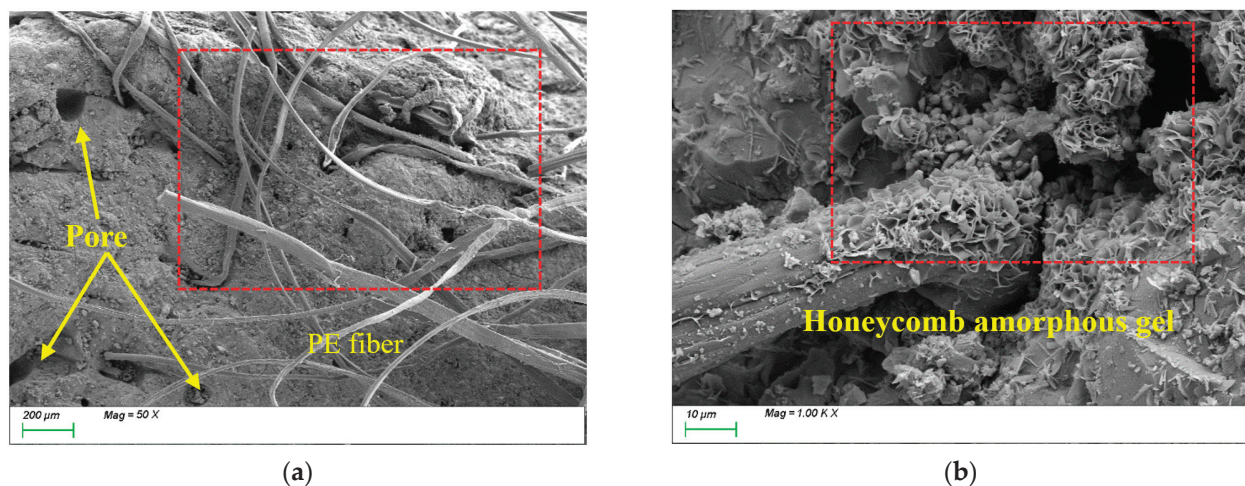 Pore
PE fiber
200 µm
Mag = 50 X
(a)
Honeycomb amorphous gel
10 µm
Mag = 1.00 K X
(b)